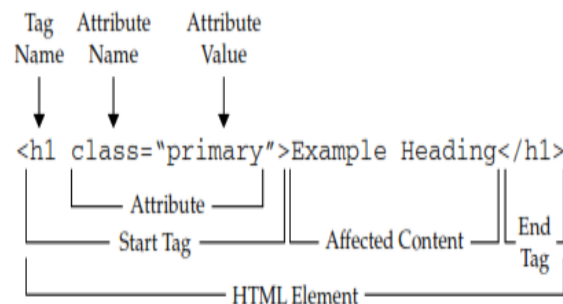 Tag Attribute Attribute
Name Name Value
<h1 class=“primary”>Example Heading</h1>
Attribute
Start Tag Affected Content End
Tag
HTML Element